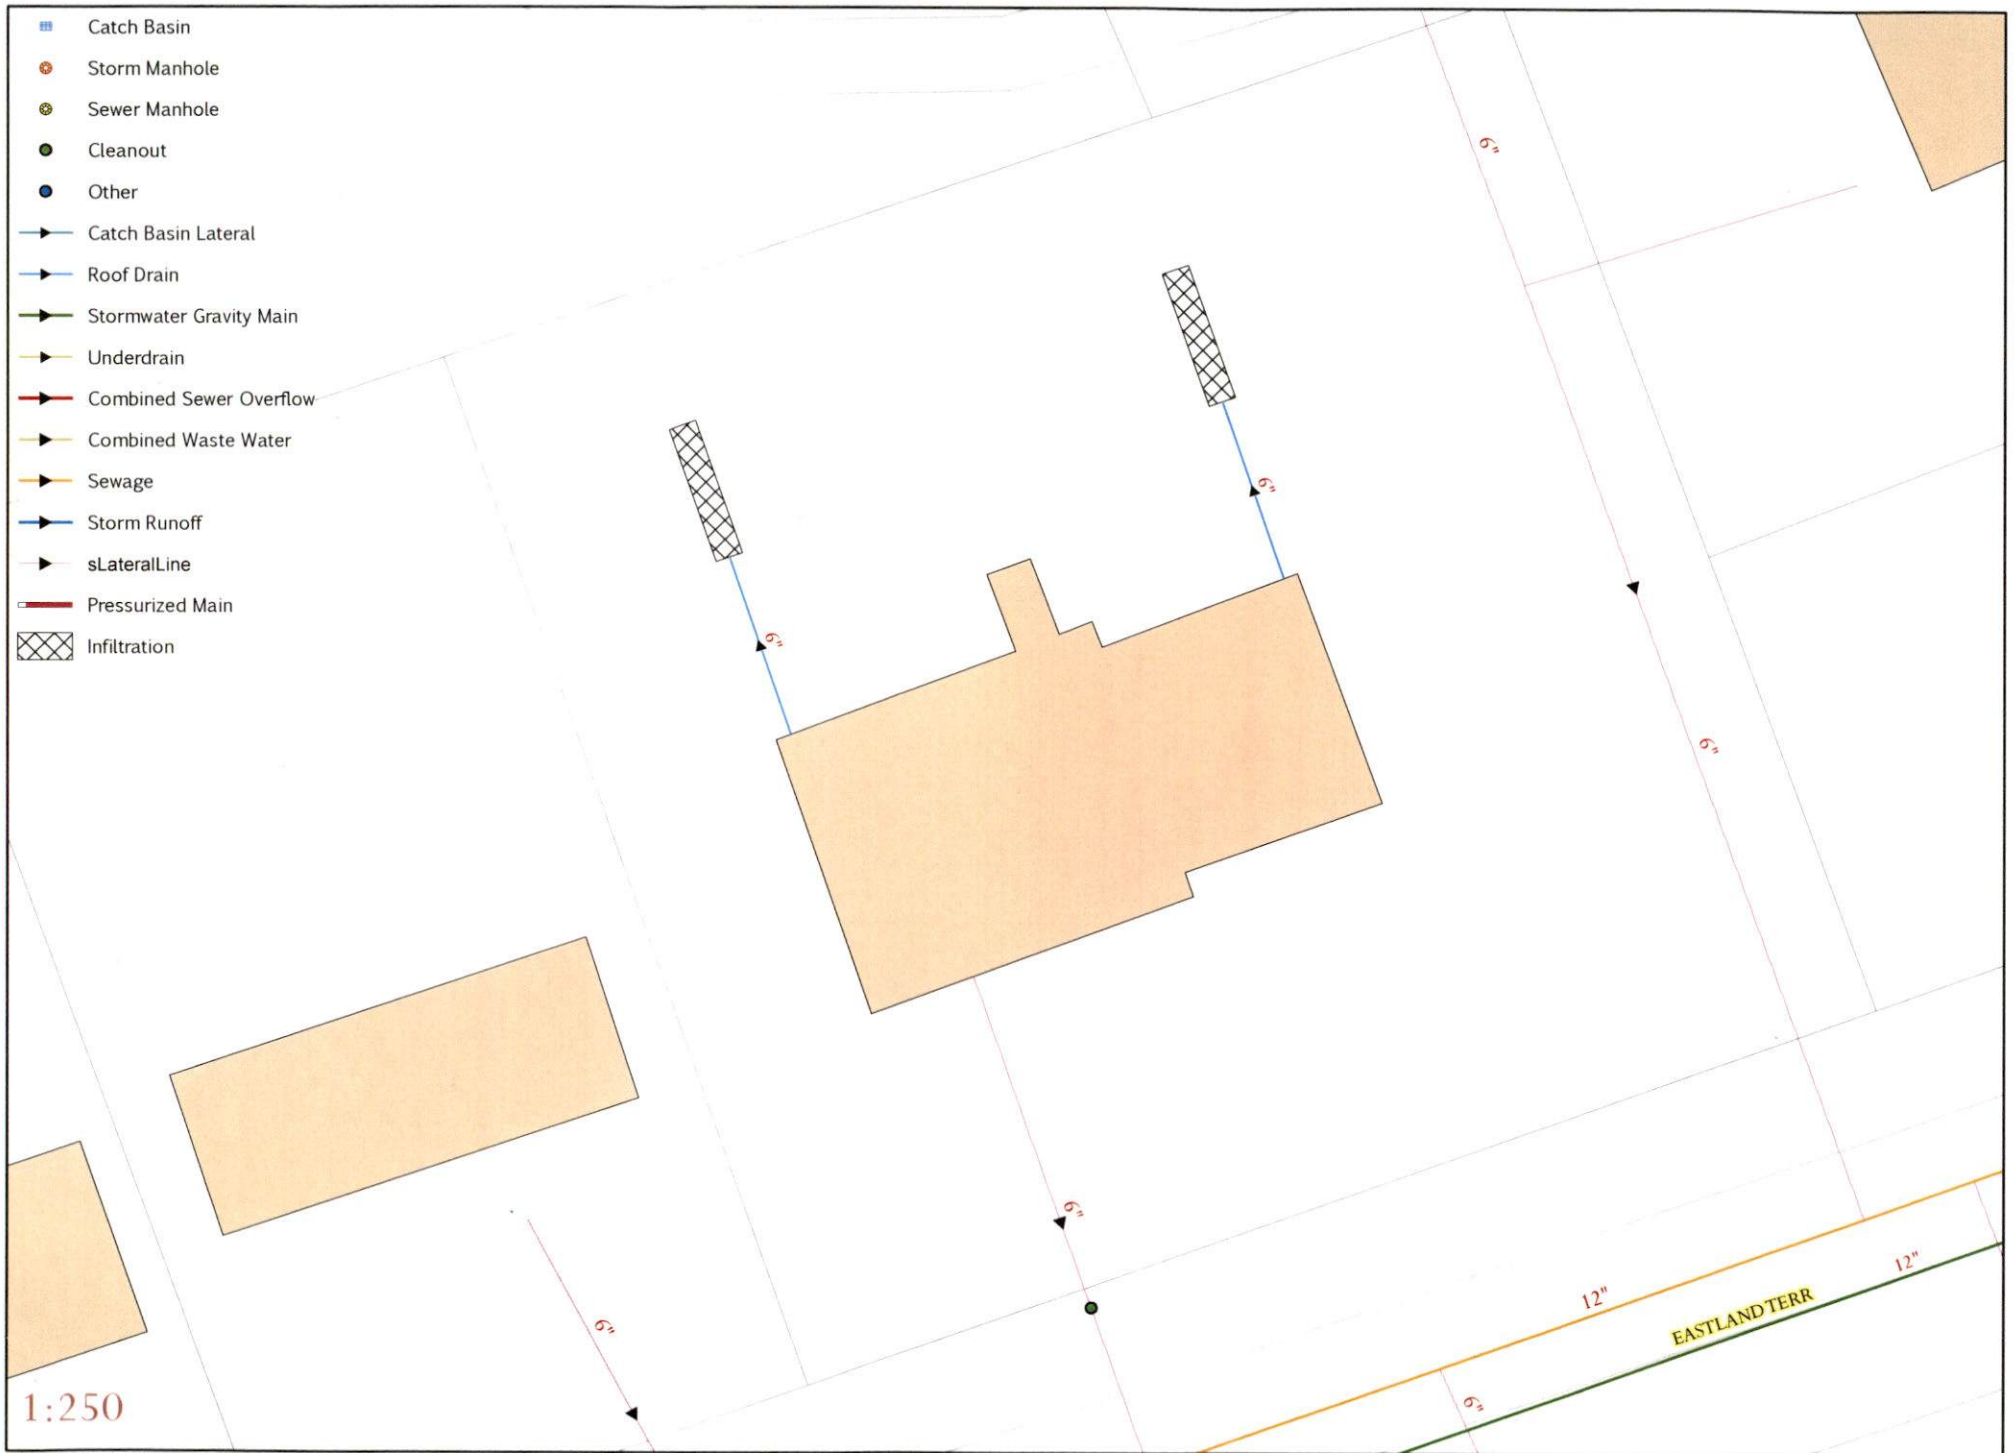 Catch Basin
Storm Manhole
Sewer Manhole
Cleanout
Other
Catch Basin Lateral
Roof Drain
Stormwater Gravity Main
Underdrain
Combined Sewer Overflow
Combined Waste Water
Sewage
Storm Runoff
sLateralLine
Pressurized Main
Infiltration
6"
6"
6"
6"
6"
6"
12"
12"
EASTLAND TERR
6"
1:250